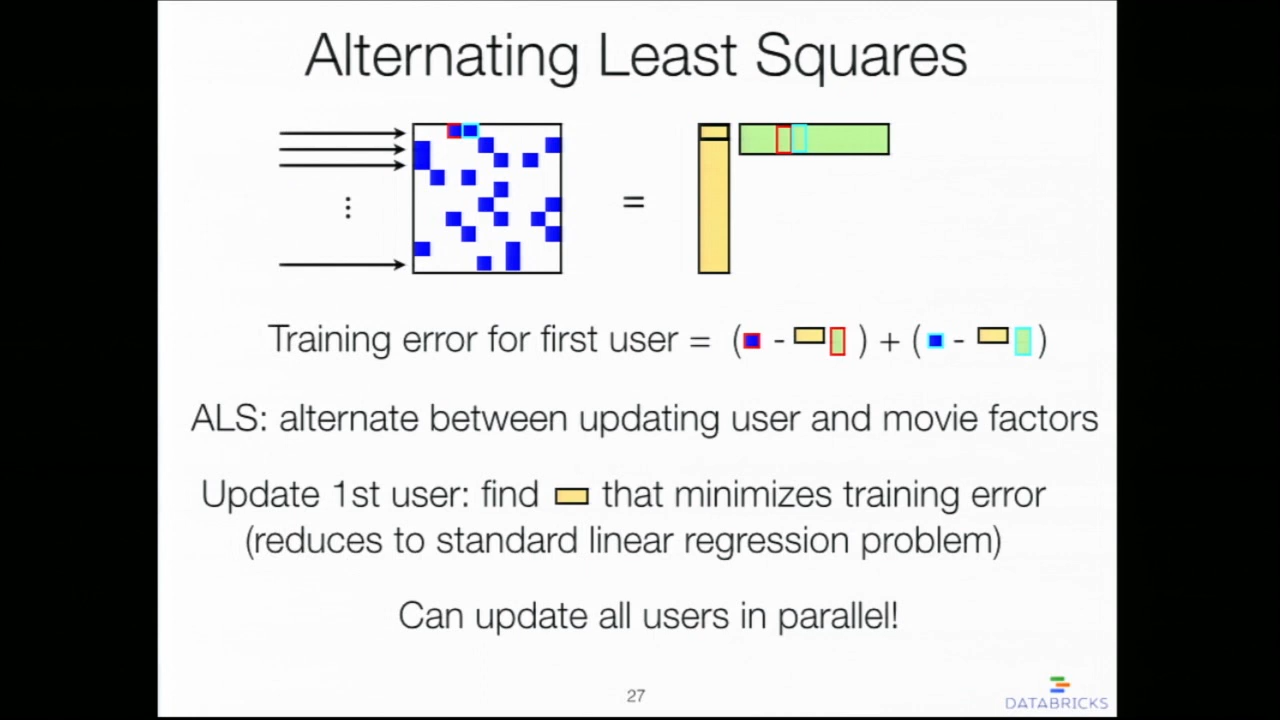 Alternating Least Squares
⋮
=
Training error for first user = ( - ) + ( - )
ALS: alternate between updating user and movie factors
Update 1st user: find that minimizes training error
(reduces to standard linear regression problem)
Can update all users in parallel!
27
DATABRICKS